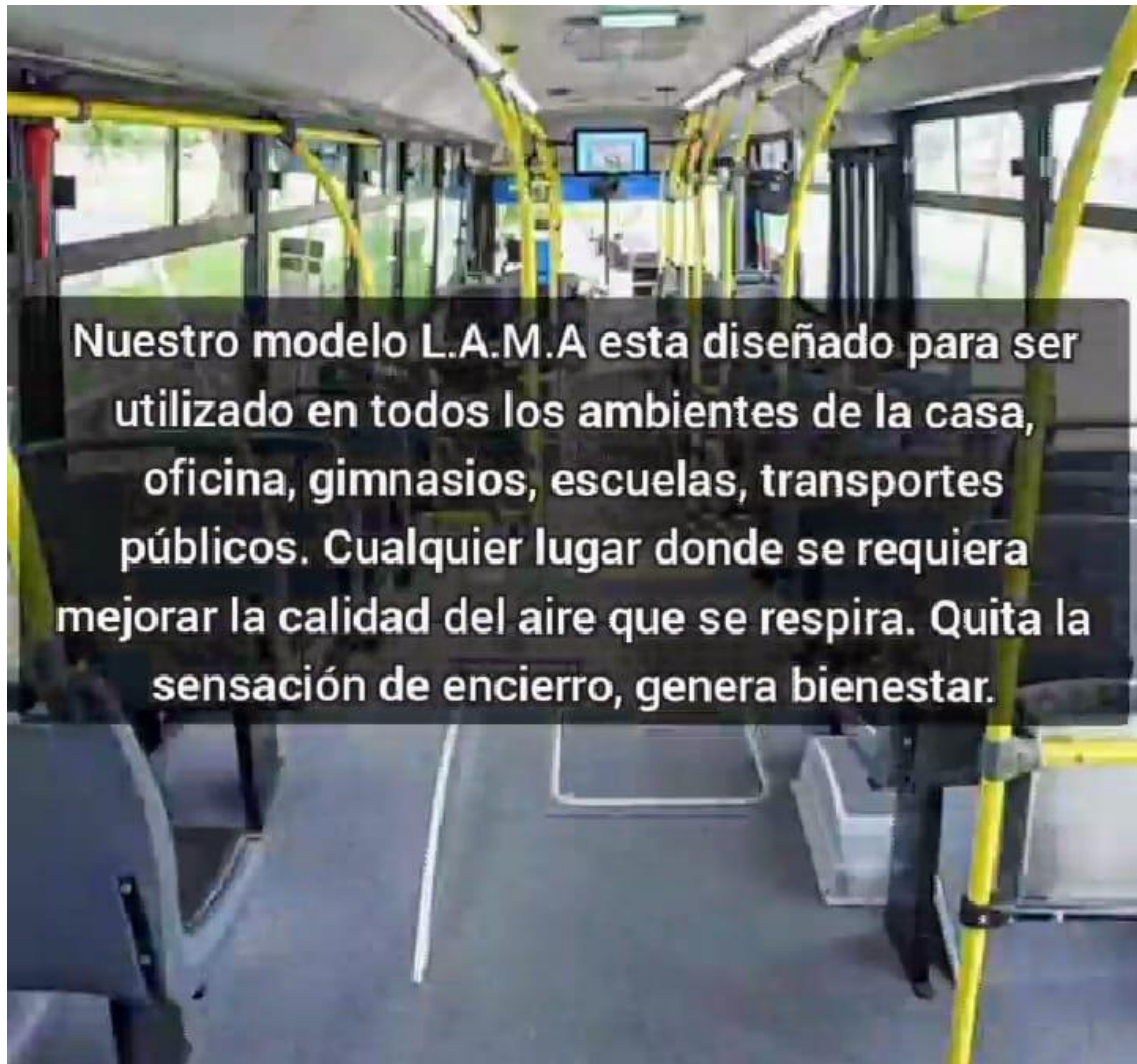 Nuestro modelo L.A.M.A esta diseñado para ser
utilizado en todos los ambientes de la casa,
oficina, gimnasios, escuelas, transportes
públicos. Cualquier lugar donde se requiera
mejorar la calidad del aire que se respira. Quita la
sensación de encierro, genera bienestar.